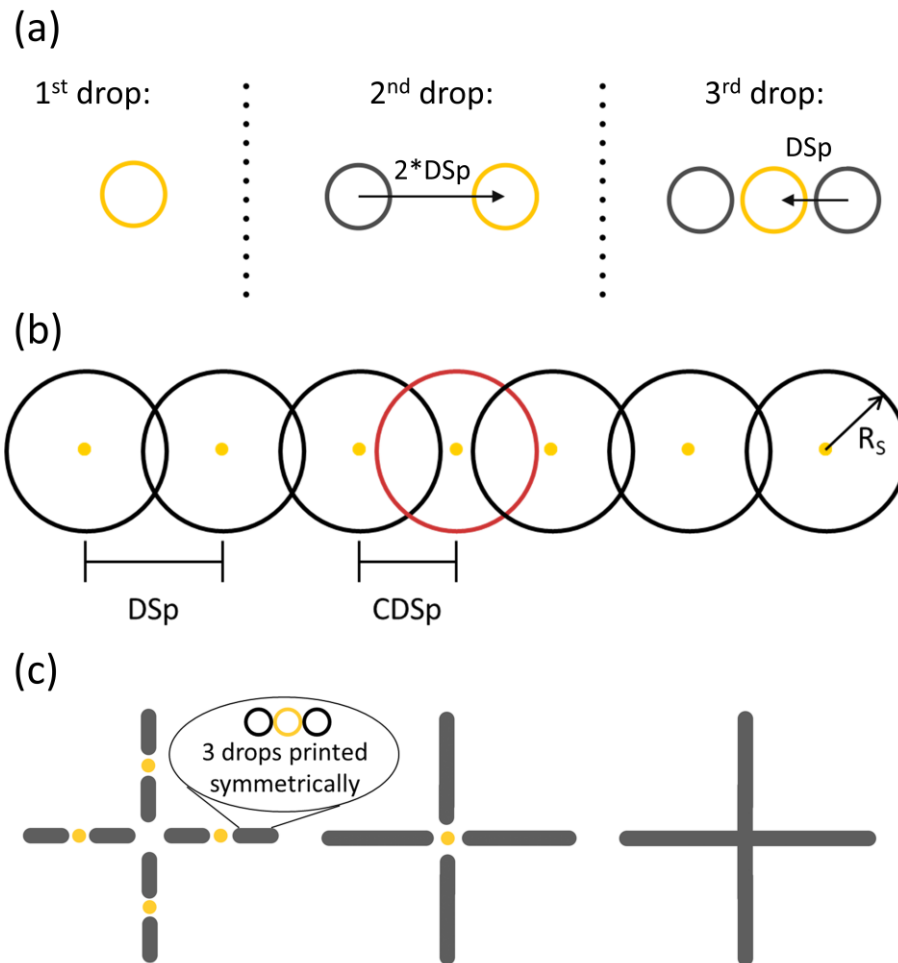 (a)
1st drop:
2nd drop:
3rd drop:
2*DSp
DSp
(b)
RS
DSp
CDSp
(c)
3 drops printed
symmetrically